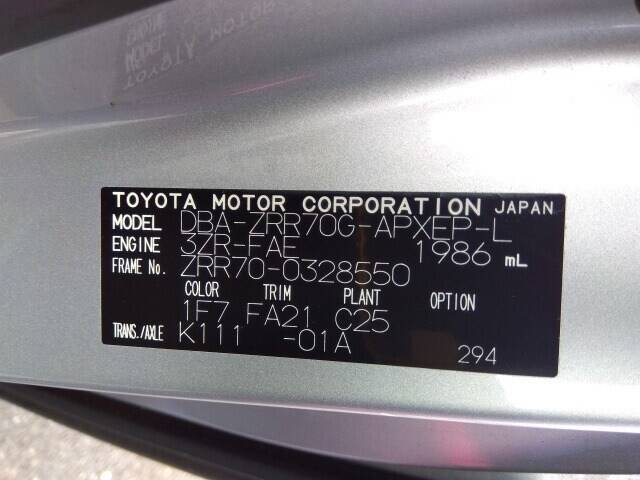 TOYOTA MOTOR CORPORATION JAPAN
MODEL DBA-ZRR70G-APXEP-L
ENGINE 3ZR-FAE 1986 mL
FRAME No. ZRR70-0328550
COLOR TRIM PLANT OPTION
1F7 FA21 C25
TRANS./AXLE K111 -01A
294